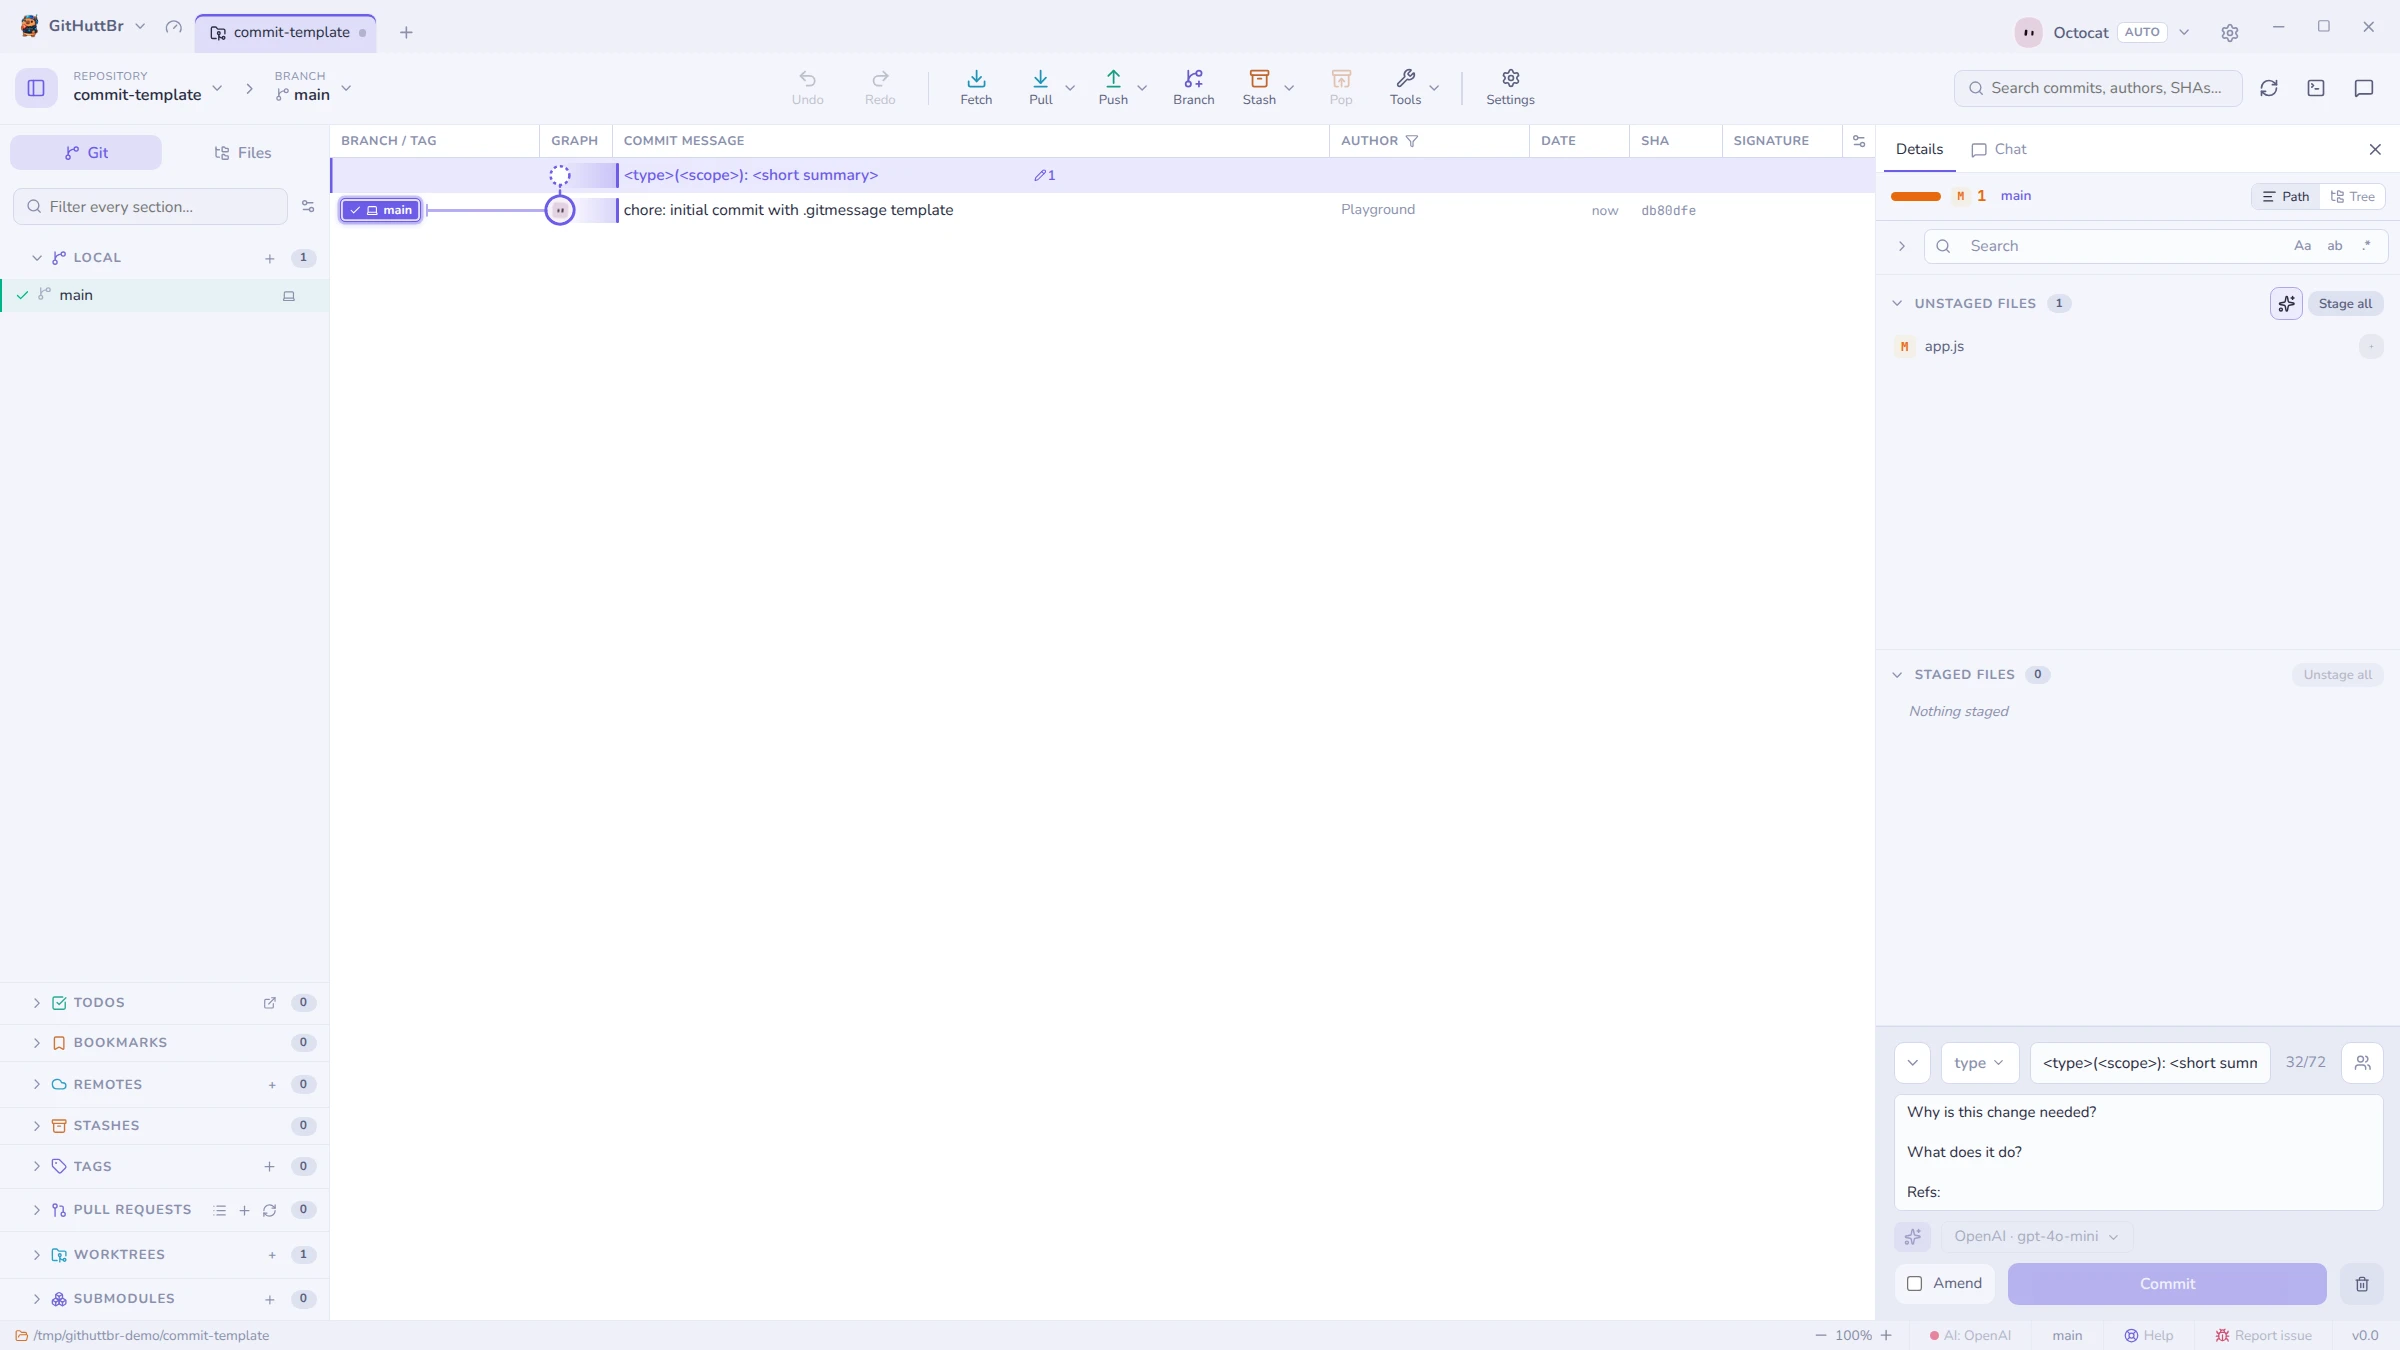 GitHuttBr
commit-template
Octocat AUTO
REPOSITORY
commit-template
BRANCH
main
Undo
Redo
Fetch
Pull
Push
Branch
Stash
Pop
Tools
Settings
Search commits, authors, SHAs...
Git
Files
Filter every section...
LOCAL 1
main
TODOS 0
BOOKMARKS 0
REMOTES 0
STASHES 0
TAGS 0
PULL REQUESTS 0
WORKTREES 1
SUBMODULES 0
BRANCH / TAG GRAPH COMMIT MESSAGE AUTHOR DATE SHA SIGNATURE
<type>(<scope>): <short summary> 1
main chore: initial commit with .gitmessage template Playground now db80dfe
Details
Chat
M 1 main
Path
Tree
Search Aa ab .*
UNSTAGED FILES 1
Stage all
M app.js
STAGED FILES 0
Unstage all
Nothing staged
type
<type>(<scope>): <short summ
32/72
Why is this change needed?
What does it do?
Refs:
OpenAI · gpt-4o-mini
Amend
Commit
/tmp/githuttbr-demo/commit-template
100%
AI: OpenAI
main
Help
Report issue
v0.0